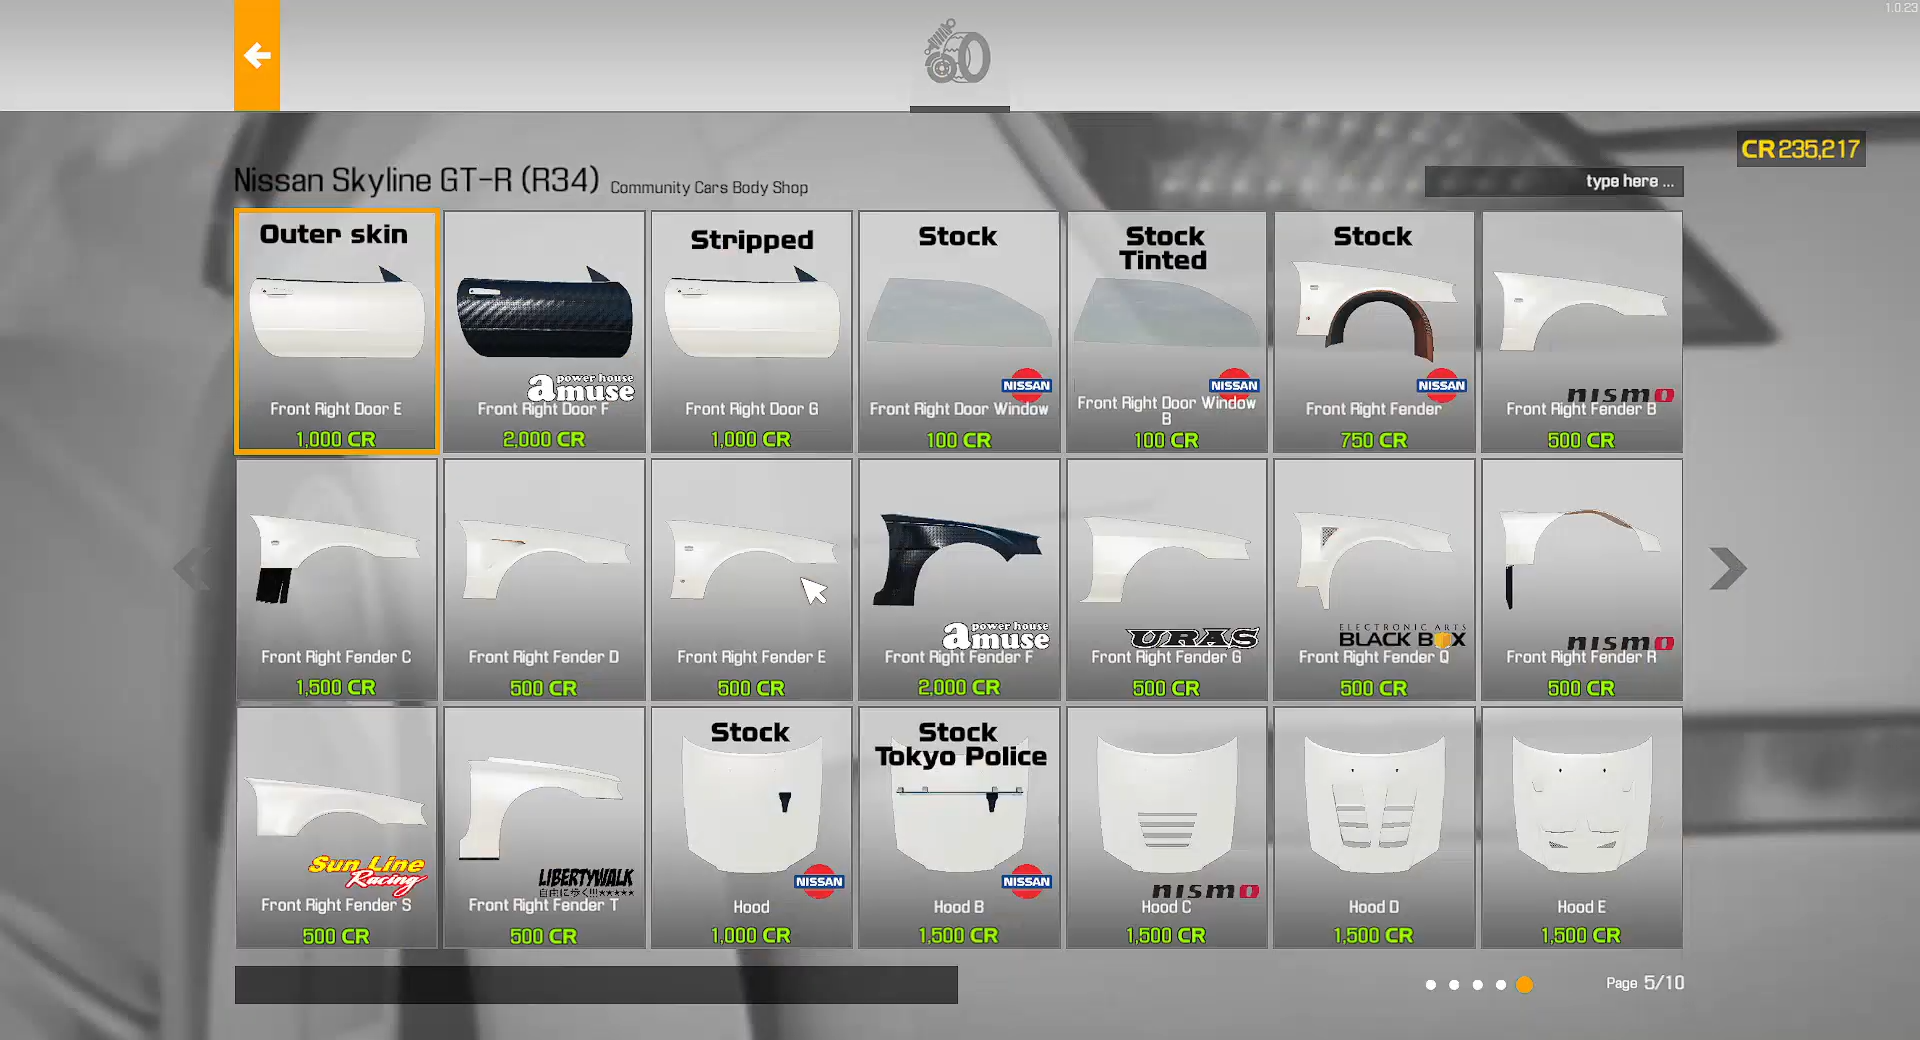 1.0.23
CR 235,217
Nissan Skyline GT-R (R34) Community Cars Body Shop
type here ...
Outer skin
Front Right Door E
1,000 CR
power house
amuse
Front Right Door F
2,000 CR
Stripped
Front Right Door G
1,000 CR
Stock
NISSAN
Front Right Door Window
100 CR
Stock
Tinted
NISSAN
Front Right Door Window
B
100 CR
Stock
NISSAN
Front Right Fender
750 CR
nismo
Front Right Fender B
500 CR
Front Right Fender C
1,500 CR
Front Right Fender D
500 CR
Front Right Fender E
500 CR
power house
amuse
Front Right Fender F
2,000 CR
URAS
Front Right Fender G
500 CR
ELECTRONIC ARTS
BLACK BOX
Front Right Fender Q
500 CR
nismo
Front Right Fender R
500 CR
Sun Line
Racing
Front Right Fender S
500 CR
LIBERTYWALK
自由に歩く!!!★★★★★
Front Right Fender T
500 CR
Stock
NISSAN
Hood
1,000 CR
Stock
Tokyo Police
NISSAN
Hood B
1,500 CR
nismo
Hood C
1,500 CR
Hood D
1,500 CR
Hood E
1,500 CR
Page 5/10